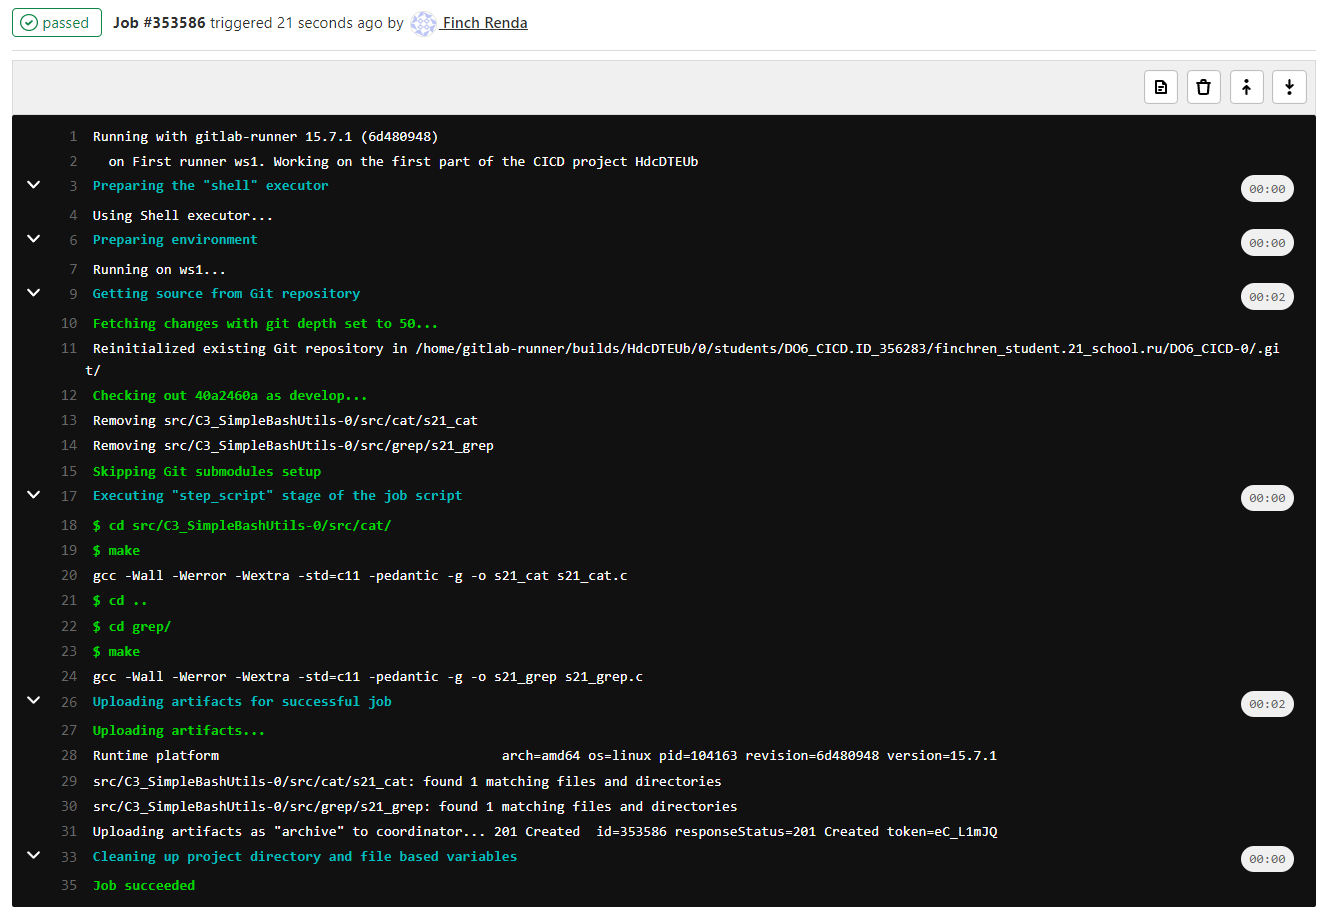 passed Job #353586 triggered 21 seconds ago by Finch Renda
1 Running with gitlab-runner 15.7.1 (6d480948)
2 on First runner ws1. Working on the first part of the CICD project HdcDTEUb
3 Preparing the "shell" executor 00:00
4 Using Shell executor...
6 Preparing environment 00:00
7 Running on ws1...
9 Getting source from Git repository 00:02
10 Fetching changes with git depth set to 50...
11 Reinitialized existing Git repository in /home/gitlab-runner/builds/HdcDTEUb/0/students/DO6_CICD.ID_356283/finchren_student.21_school.ru/DO6_CICD-0/.gi
t/
12 Checking out 40a2460a as develop...
13 Removing src/C3_SimpleBashUtils-0/src/cat/s21_cat
14 Removing src/C3_SimpleBashUtils-0/src/grep/s21_grep
15 Skipping Git submodules setup
17 Executing "step_script" stage of the job script 00:00
18 $ cd src/C3_SimpleBashUtils-0/src/cat/
19 $ make
20 gcc -Wall -Werror -Wextra -std=c11 -pedantic -g -o s21_cat s21_cat.c
21 $ cd ..
22 $ cd grep/
23 $ make
24 gcc -Wall -Werror -Wextra -std=c11 -pedantic -g -o s21_grep s21_grep.c
26 Uploading artifacts for successful job 00:02
27 Uploading artifacts...
28 Runtime platform arch=amd64 os=linux pid=104163 revision=6d480948 version=15.7.1
29 src/C3_SimpleBashUtils-0/src/cat/s21_cat: found 1 matching files and directories
30 src/C3_SimpleBashUtils-0/src/grep/s21_grep: found 1 matching files and directories
31 Uploading artifacts as "archive" to coordinator... 201 Created id=353586 responseStatus=201 Created token=eC_L1mJQ
33 Cleaning up project directory and file based variables 00:00
35 Job succeeded